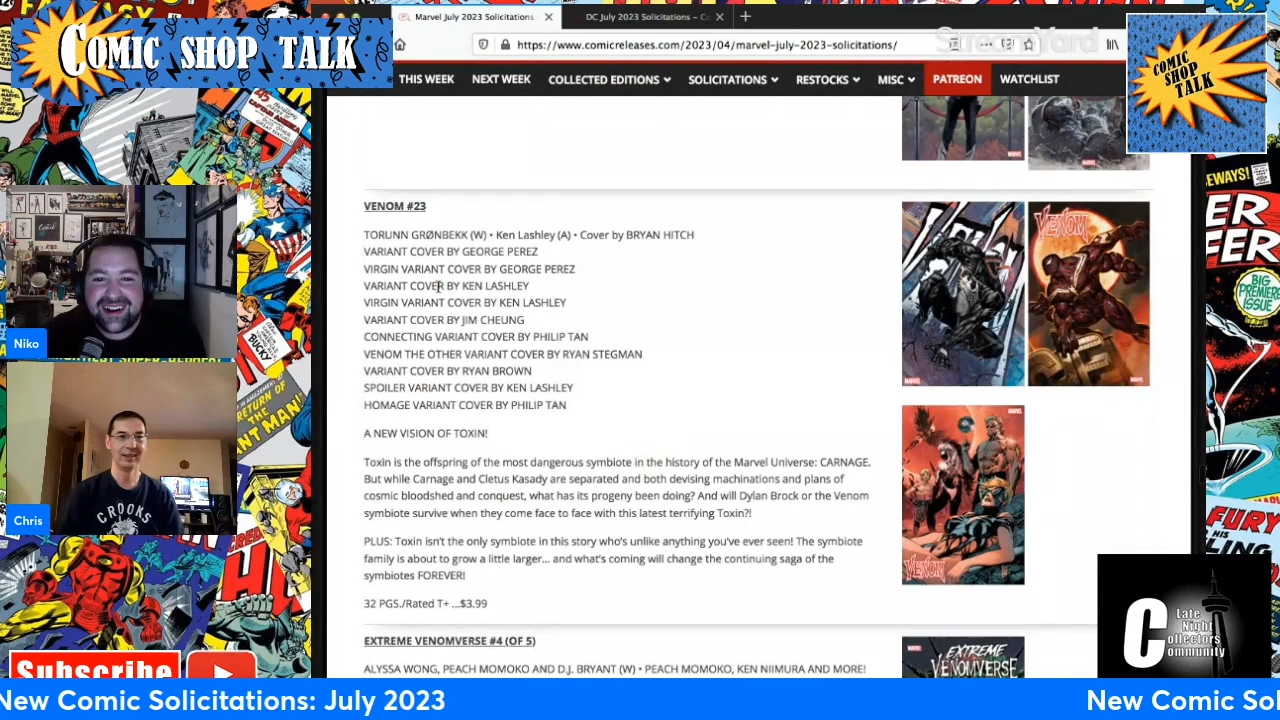 Marvel July 2023 Solicitations
DC July 2023 Solicitations – Co
StreamYard
https://www.comicreleases.com/2023/04/marvel-july-2023-solicitations/
COMIC SHOP TALK
COMIC SHOP TALK
THIS WEEK NEXT WEEK COLLECTED EDITIONS SOLICITATIONS RESTOCKS MISC PATREON WATCHLIST
VENOM #23
TORUNN GRØNBEKK (W) • Ken Lashley (A) • Cover by BRYAN HITCH
VARIANT COVER BY GEORGE PEREZ
VIRGIN VARIANT COVER BY GEORGE PEREZ
VARIANT COVER BY KEN LASHLEY
VIRGIN VARIANT COVER BY KEN LASHLEY
VARIANT COVER BY JIM CHEUNG
CONNECTING VARIANT COVER BY PHILIP TAN
VENOM THE OTHER VARIANT COVER BY RYAN STEGMAN
VARIANT COVER BY RYAN BROWN
SPOILER VARIANT COVER BY KEN LASHLEY
HOMAGE VARIANT COVER BY PHILIP TAN
A NEW VISION OF TOXIN!
Toxin is the offspring of the most dangerous symbiote in the history of the Marvel Universe: CARNAGE.
But while Carnage and Cletus Kasady are separated and both devising machinations and plans of
cosmic bloodshed and conquest, what has its progeny been doing? And will Dylan Brock or the Venom
symbiote survive when they come face to face with this latest terrifying Toxin?!
PLUS: Toxin isn't the only symbiote in this story who's unlike anything you've ever seen! The symbiote
family is about to grow a little larger... and what's coming will change the continuing saga of the
symbiotes FOREVER!
32 PGS./Rated T+ ...$3.99
EXTREME VENOMVERSE #4 (OF 5)
ALYSSA WONG, PEACH MOMOKO AND D.J. BRYANT (W) • PEACH MOMOKO, KEN NIIMURA AND MORE!
VENOM
VENOM
EXTREME
VENOMVERSE
Niko
Chris
CROOKS
BUCKY
RETURN OF THE
ANT MAN!
BIG
PREMIERE
ISSUE
FURY
Late
Night
Collectors
Community
Subscribe
New Comic Solicitations: July 2023
New Comic Sol